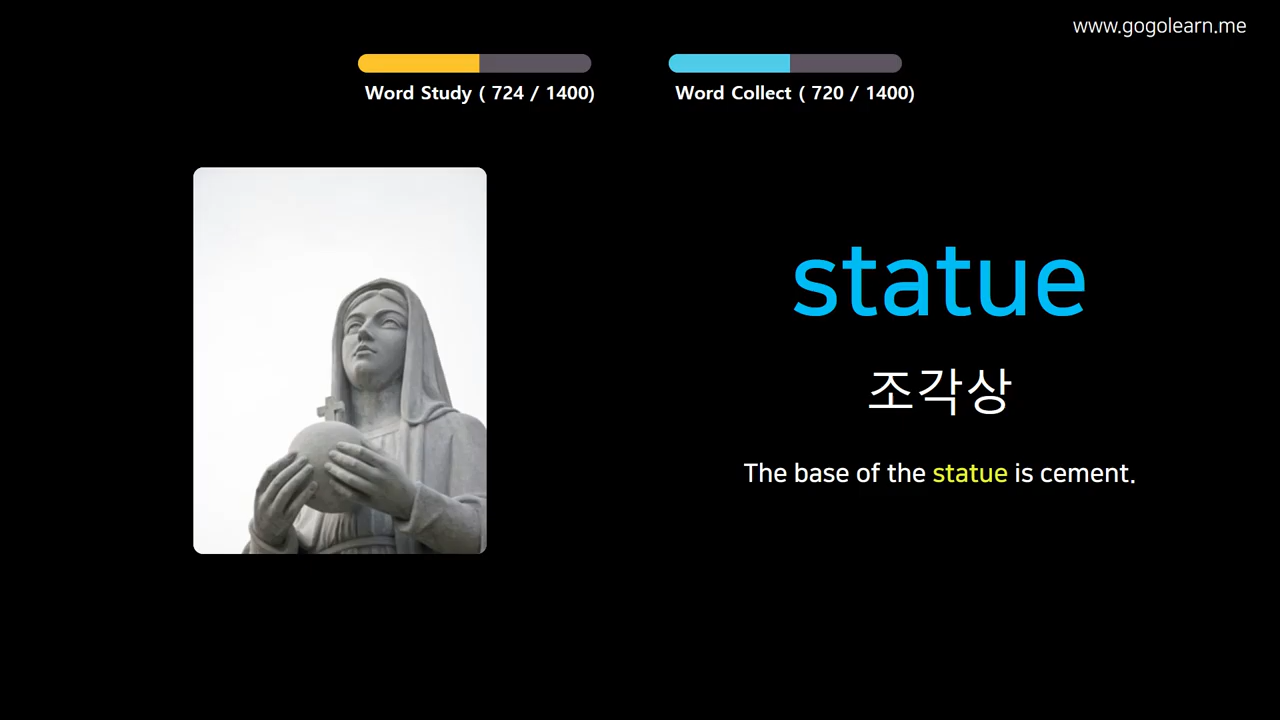 www.gogolearn.me
Word Study ( 724 / 1400)
Word Collect ( 720 / 1400)
statue
조각상
The base of the statue is cement.